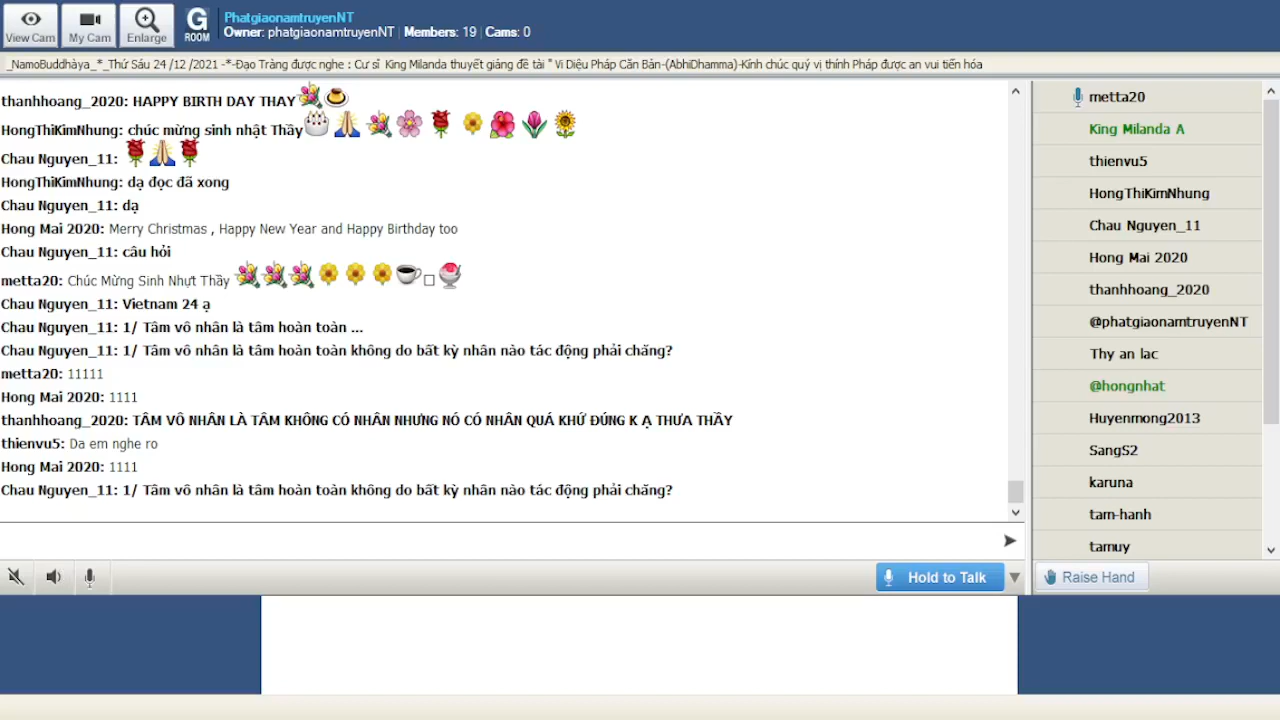 View Cam
My Cam
Enlarge
G ROOM
PhatgiaonamtruyenNT
Owner: phatgiaonamtruyenNT | Members: 19 | Cams: 0
_NamoBuddhàya_*_Thứ Sáu 24 /12 /2021 -*-Đạo Tràng được nghe : Cư sĩ King Milanda thuyết giảng đề tài " Vi Diệu Pháp Căn Bản-(AbhiDhamma)-Kính chúc quý vị thính Pháp được an vui tiến hóa
thanhhoang_2020: HAPPY BIRTH DAY THAY
HongThiKimNhung: chúc mừng sinh nhật Thầy
Chau Nguyen_11:
HongThiKimNhung: dạ đọc đã xong
Chau Nguyen_11: dạ
Hong Mai 2020: Merry Christmas , Happy New Year and Happy Birthday too
Chau Nguyen_11: câu hỏi
metta20: Chúc Mừng Sinh Nhựt Thầy
Chau Nguyen_11: Vietnam 24 ạ
Chau Nguyen_11: 1/ Tâm vô nhân là tâm hoàn toàn ...
Chau Nguyen_11: 1/ Tâm vô nhân là tâm hoàn toàn không do bất kỳ nhân nào tác động phải chăng?
metta20: 11111
Hong Mai 2020: 1111
thanhhoang_2020: TÂM VÔ NHÂN LÀ TÂM KHÔNG CÓ NHÂN NHƯNG NÓ CÓ NHÂN QUÁ KHỨ ĐÚNG K Ạ THƯA THẦY
thienvu5: Da em nghe ro
Hong Mai 2020: 1111
Chau Nguyen_11: 1/ Tâm vô nhân là tâm hoàn toàn không do bất kỳ nhân nào tác động phải chăng?
Hold to Talk
metta20
King Milanda A
thienvu5
HongThiKimNhung
Chau Nguyen_11
Hong Mai 2020
thanhhoang_2020
@phatgiaonamtruyenNT
Thy an lac
@hongnhat
Huyenmong2013
SangS2
karuna
tam-hanh
tamuy
Raise Hand